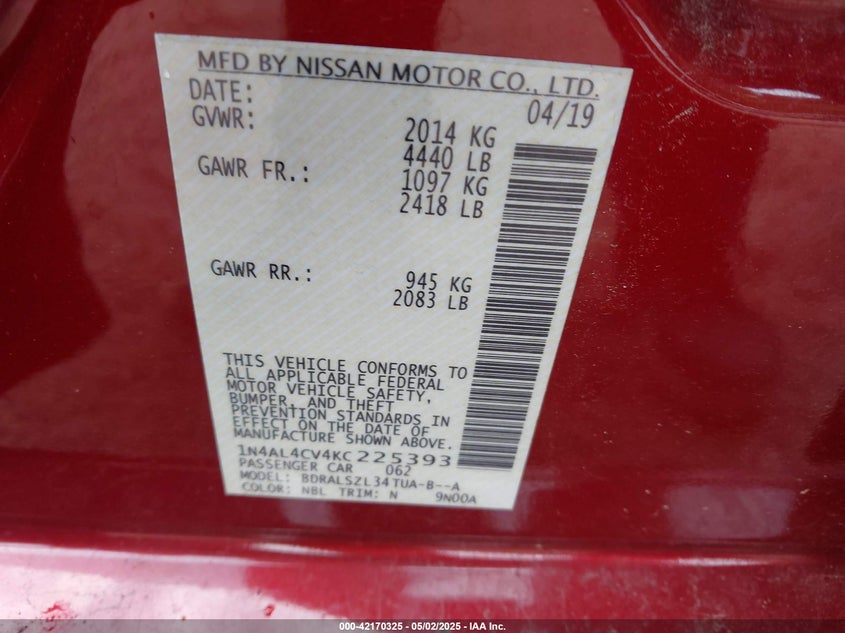 MFD BY NISSAN MOTOR CO., LTD.
DATE: 04/19
GVWR: 2014 KG
4440 LB
GAWR FR.: 1097 KG
2418 LB
GAWR RR.: 945 KG
2083 LB
THIS VEHICLE CONFORMS TO
ALL APPLICABLE FEDERAL
MOTOR VEHICLE SAFETY,
BUMPER, AND THEFT
PREVENTION STANDARDS IN
EFFECT ON THE DATE OF
MANUFACTURE SHOWN ABOVE.
1N4AL4CV4KC225393
PASSENGER CAR 062
MODEL: BDRALSZL34TUA-B--A
COLOR: NBL TRIM: N 9N00A
000-42170325 - 05/02/2025 - IAA Inc.